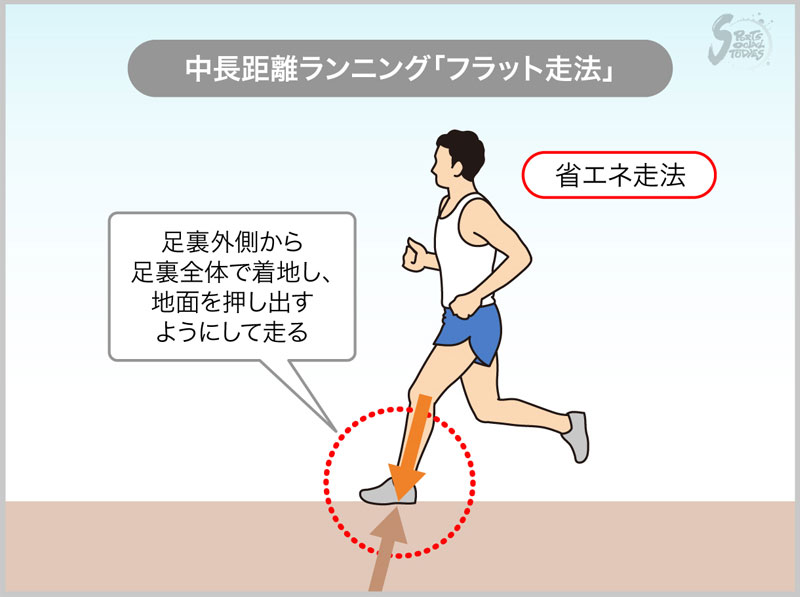 SPORTS
SOCIAL
STORIES
中長距離ランニング「フラット走法」
省エネ走法
足裏外側から
足裏全体で着地し、
地面を押し出す
ようにして走る